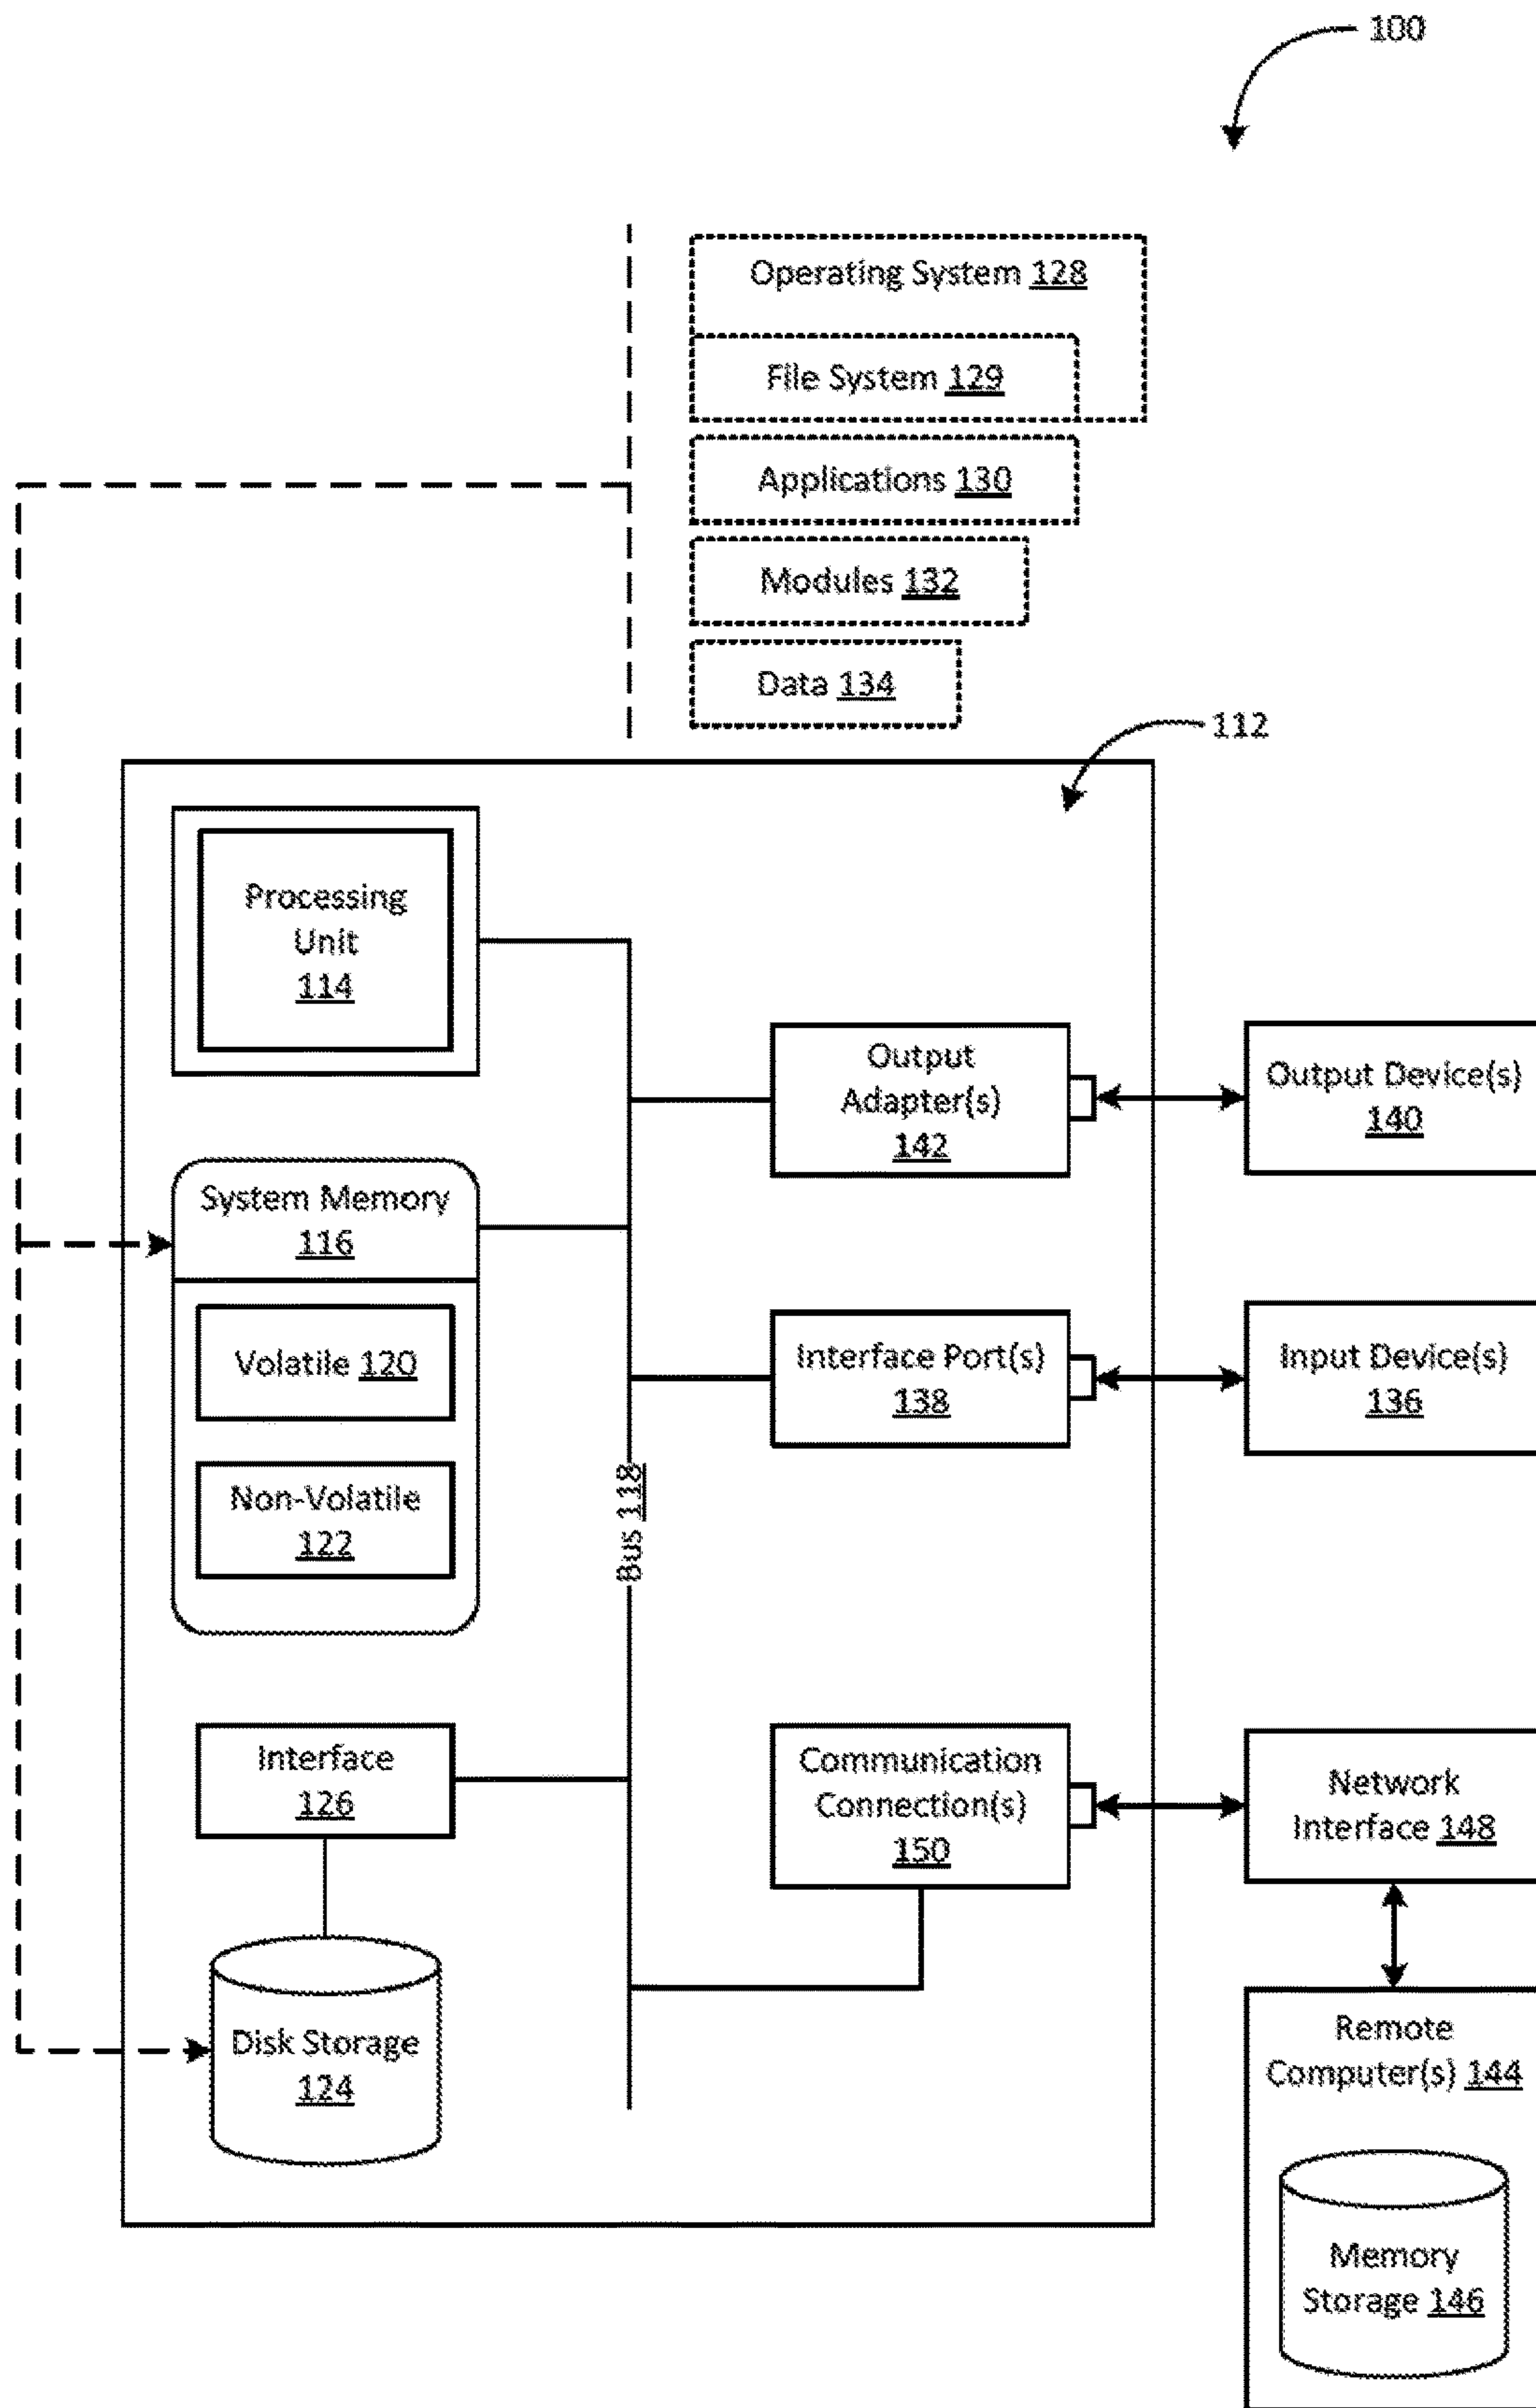 100
Operating System 128
File System 129
Applications 130
Modules 132
Data 134
112
Processing
Unit
114
Output
Adapter(s)
142
Output Device(s)
140
System Memory
116
Volatile 120
Non-Volatile
122
Interface Port(s)
138
Input Device(s)
136
Bus 118
Interface
126
Communication
Connection(s)
150
Network
Interface 148
Disk Storage
124
Remote
Computer(s) 144
Memory
Storage 146